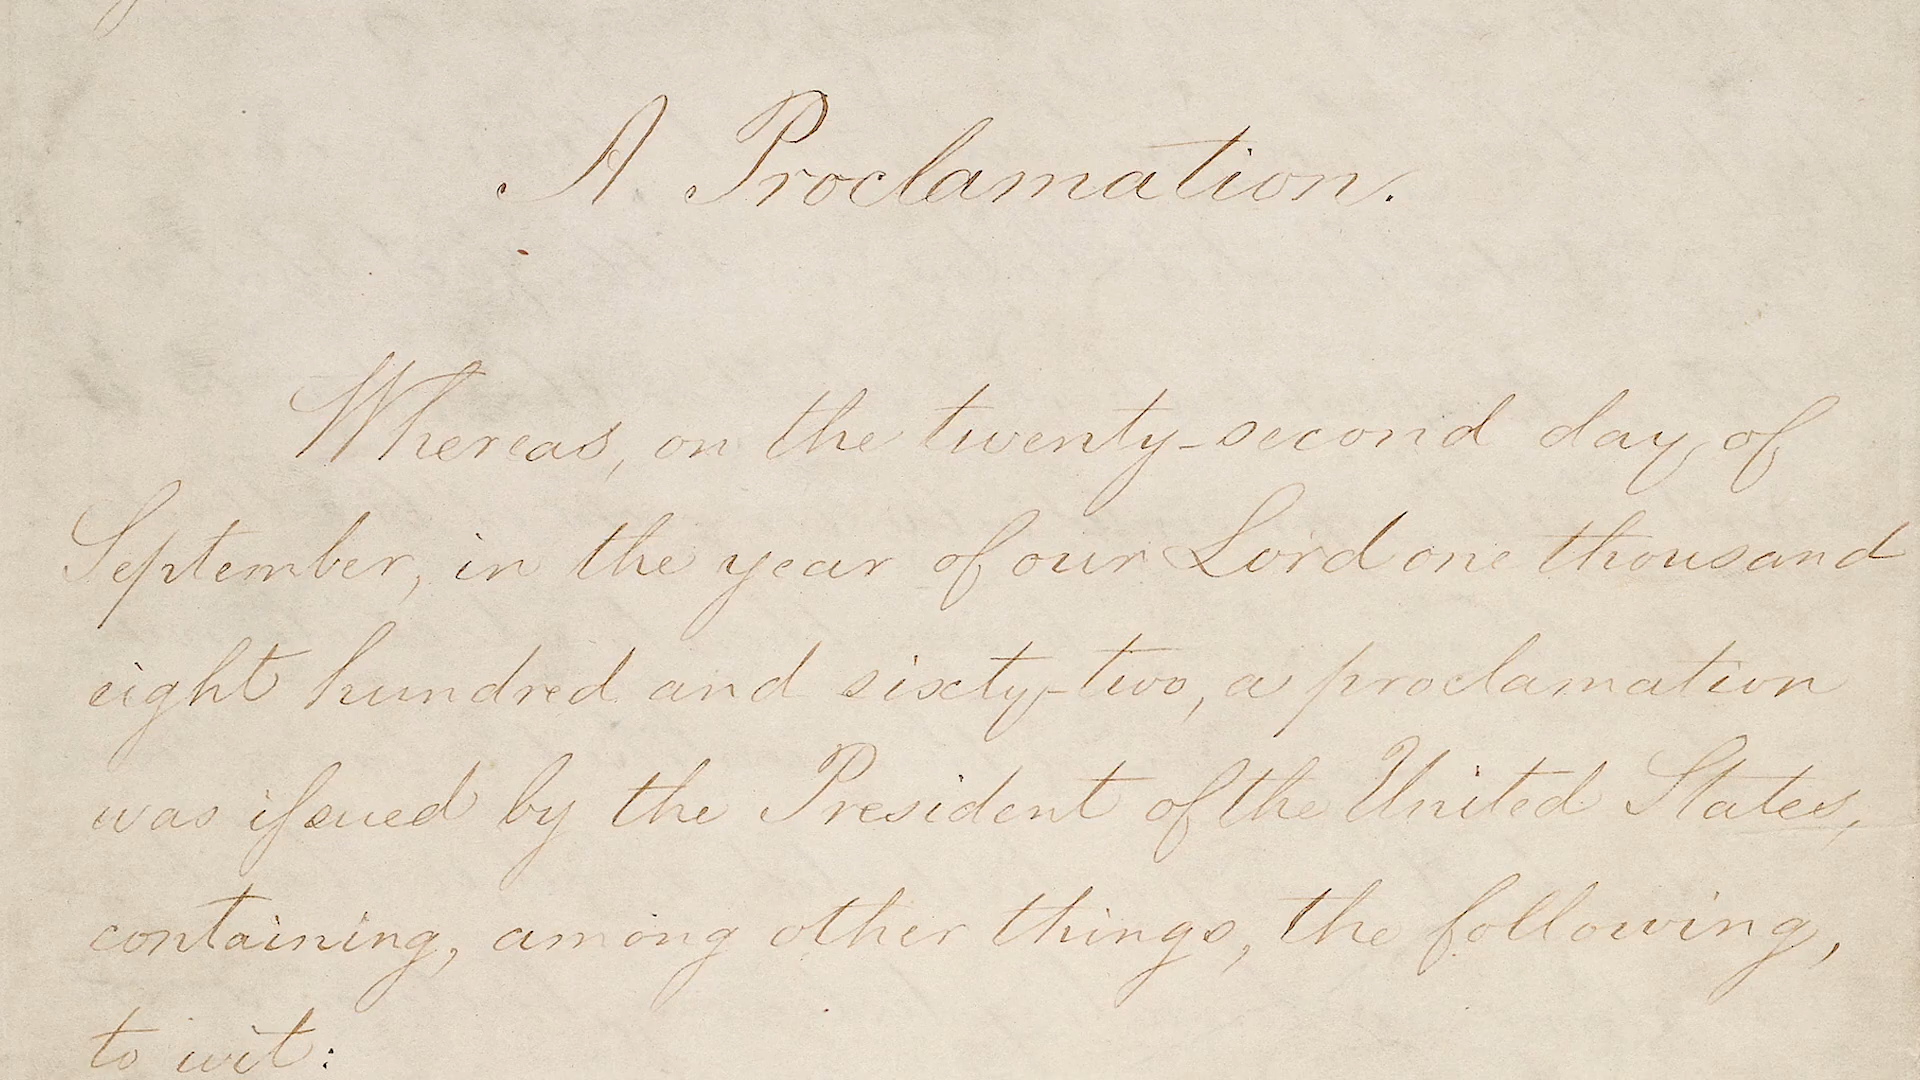 A Proclamation.
Whereas, on the twenty-second day of
September, in the year of our Lord one thousand
eight hundred and sixty-two, a proclamation
was issued by the President of the United States,
containing, among other things, the following,
to wit: